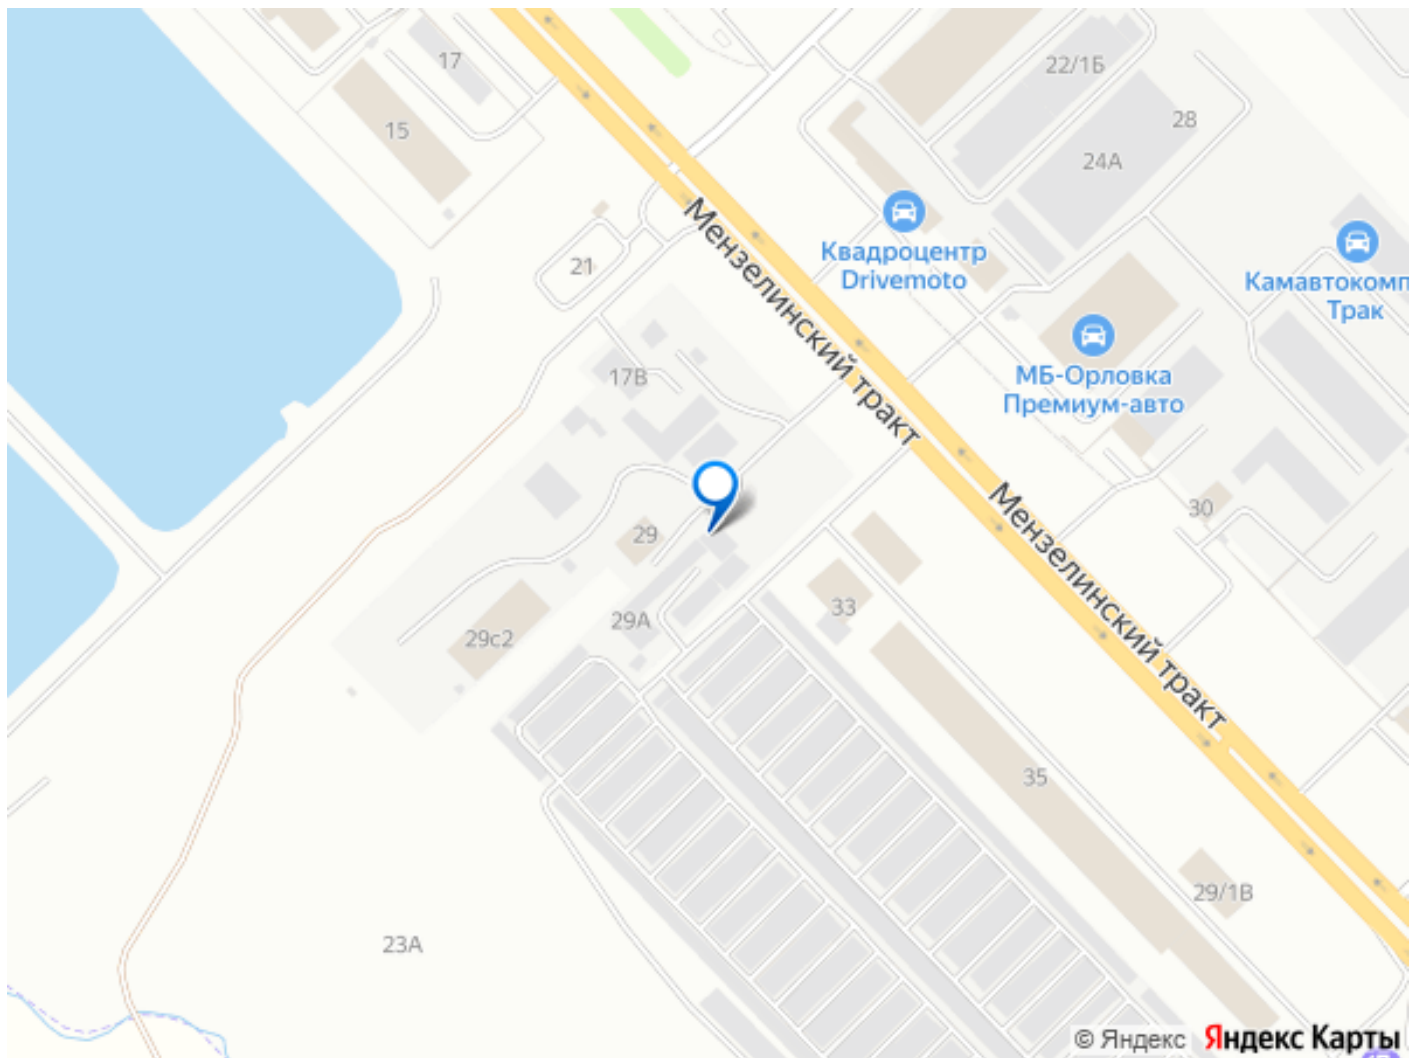 17
22/1Б
15
28
24А
Мензелинский тракт
Квадроцентр
Drivemoto
21
Камавтокомп
Трак
17В
МБ-Орловка
Премиум-авто
Мензелинский тракт
30
29
33
29А
29с2
35
29/1В
23А
© Яндекс Яндекс Карты